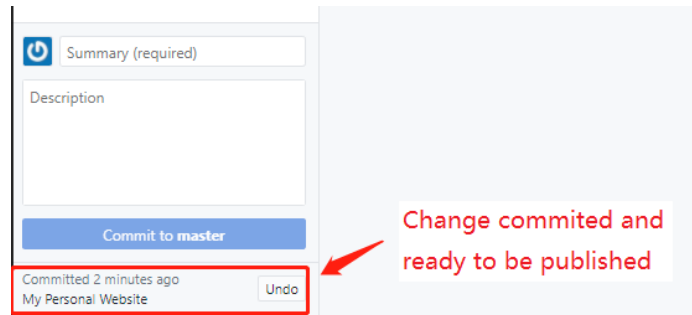 Summary (required)
Description
Commit to master
Committed 2 minutes ago
My Personal Website
Undo
Change commited and
ready to be published